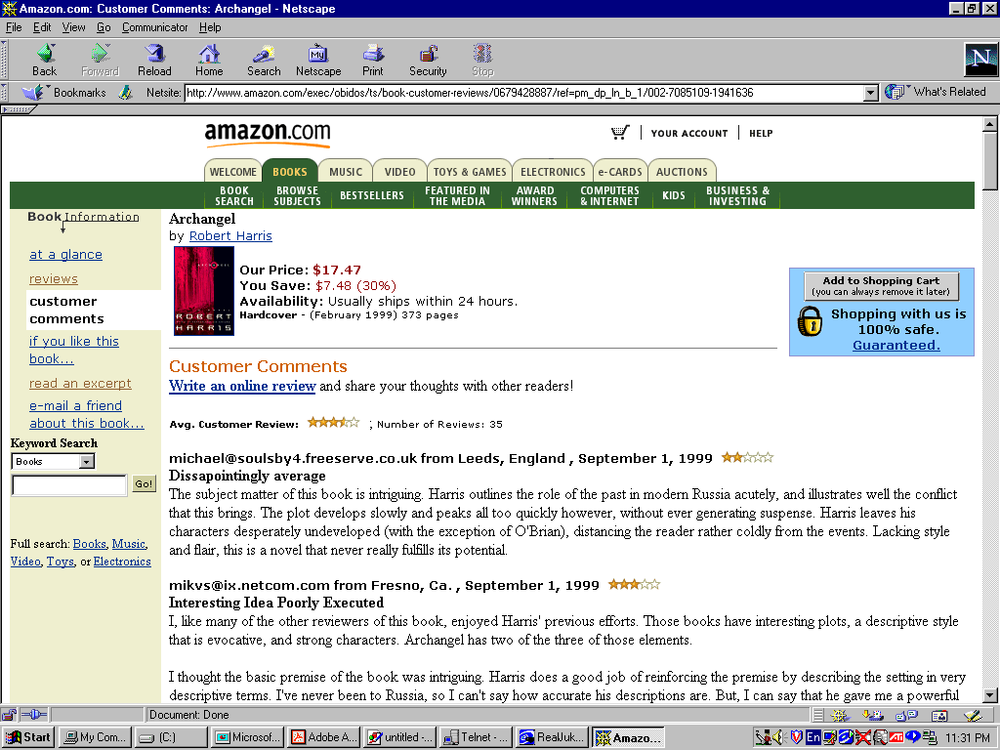 Amazon.com: Customer Comments: Archangel - Netscape
File Edit View Go Communicator Help
Back Forward Reload Home Search Netscape Print Security Stop
My
N
Bookmarks Netsite: http://www.amazon.com/exec/obidos/ts/book-customer-reviews/0679428887/ref=pm_dp_ln_b_1/002-7085109-1941636 What's Related
amazon.com
YOUR ACCOUNT HELP
WELCOME BOOKS MUSIC VIDEO TOYS & GAMES ELECTRONICS e-CARDS AUCTIONS
BOOK SEARCH
BROWSE SUBJECTS
BESTSELLERS
FEATURED IN THE MEDIA
AWARD WINNERS
COMPUTERS & INTERNET
KIDS
BUSINESS & INVESTING
Book Information
at a glance
reviews
customer
comments
if you like this
book...
read an excerpt
e-mail a friend
about this book...
Keyword Search
Books
Go!
Full search: Books, Music,
Video, Toys, or Electronics
Archangel
by Robert Harris
ROBERT
HARRIS
Our Price: $17.47
You Save: $7.48 (30%)
Availability: Usually ships within 24 hours.
Hardcover - (February 1999) 373 pages
Add to Shopping Cart
(you can always remove it later)
Shopping with us is
100% safe.
Guaranteed.
Customer Comments
Write an online review and share your thoughts with other readers!
Avg. Customer Review: ; Number of Reviews: 35
michael@soulsby4.freeserve.co.uk from Leeds, England , September 1, 1999
Dissapointingly average
The subject matter of this book is intriguing. Harris outlines the role of the past in modern Russia acutely, and illustrates well the conflict
that this brings. The plot develops slowly and peaks all too quickly however, without ever generating suspense. Harris leaves his
characters desperately undeveloped (with the exception of O'Brian), distancing the reader rather coldly from the events. Lacking style
and flair, this is a novel that never really fulfills its potential.
mikvs@ix.netcom.com from Fresno, Ca. , September 1, 1999
Interesting Idea Poorly Executed
I, like many of the other reviewers of this book, enjoyed Harris' previous efforts. Those books have interesting plots, a descriptive style
that is evocative, and strong characters. Archangel has two of the three of those elements.
I thought the basic premise of the book was intriguing. Harris does a good job of reinforcing the premise by describing the setting in very
descriptive terms. I've never been to Russia, so I can't say how accurate his descriptions are. But, I can say that he gave me a powerful
Document: Done
Start My Com... (C:) Microsof... Adobe A... untitled -... Telnet - ... RealJuk... Amazo... En ATI 11:31 PM